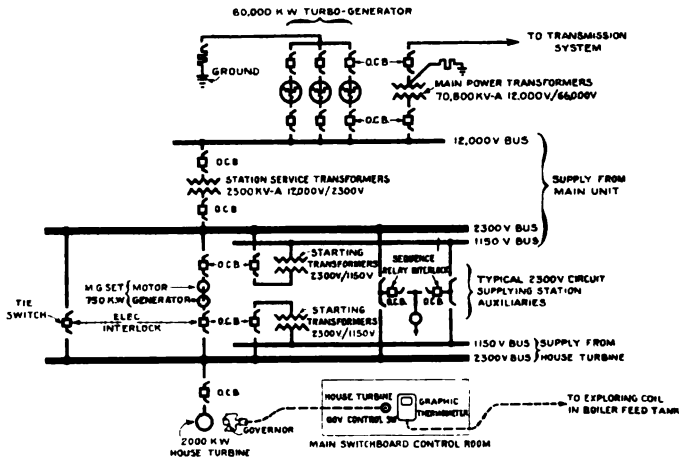 60,000 K W TURBO-GENERATOR
TO TRANSMISSION
SYSTEM
O.C.B.
GROUND
MAIN POWER TRANSFORMERS
70,800 KV-A 12,000V/66,000V
O.C.B.
12,000V BUS
O.C.B.
STATION SERVICE TRANSFORMERS
2500 KV-A 12,000V/2300V
O.C.B.
SUPPLY FROM
MAIN UNIT
2300V BUS
1150 V BUS
O.C.B.
STARTING
TRANSFORMERS
2300V/1150V
SEQUENCE
RELAY INTERLOCK
TYPICAL 2300V CIRCUIT
SUPPLYING STATION
AUXILIARIES
M G SET MOTOR
750 K.W. GENERATOR
O.C.B.
O.C.B.
TIE
SWITCH
ELEC
INTERLOCK
O.C.B.
STARTING
TRANSFORMERS
2300V/1150V
1150V BUS SUPPLY FROM
2300V BUS HOUSE TURBINE
O.C.B.
2000 K W
HOUSE TURBINE
GOVERNOR
HOUSE TURBINE
GOV CONTROL SW
GRAPHIC
THERMOMETER
MAIN SWITCHBOARD CONTROL ROOM
TO EXPLORING COIL
IN BOILER FEED TANK